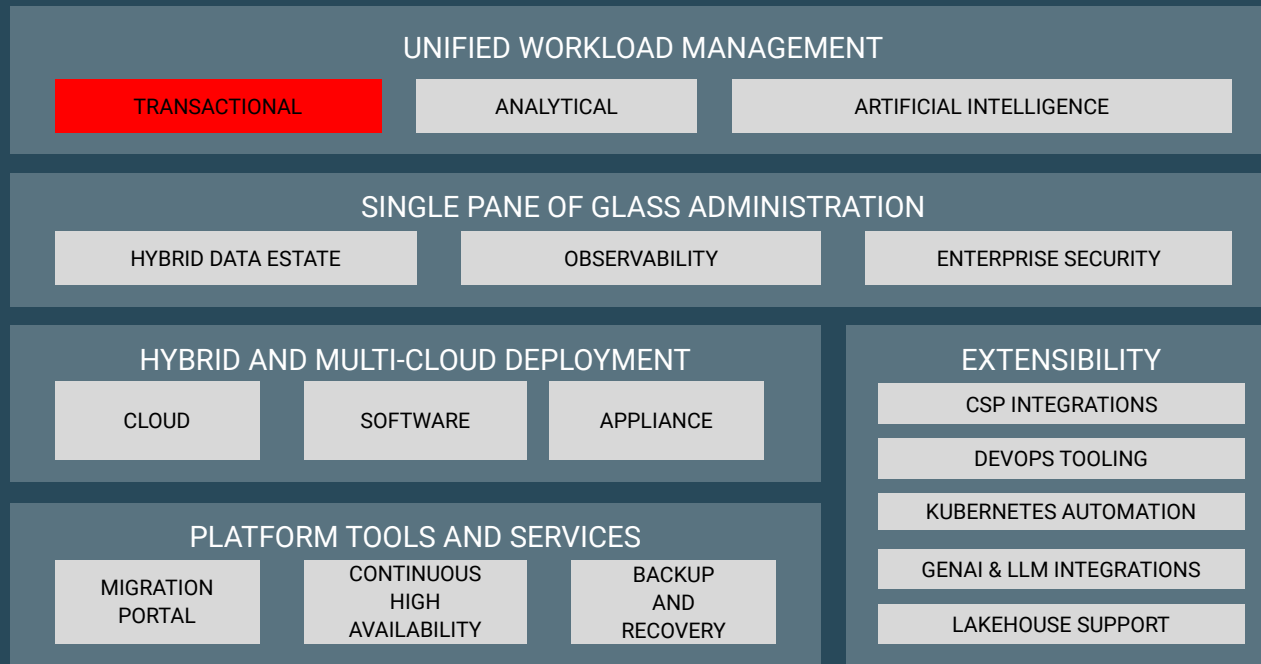 UNIFIED WORKLOAD MANAGEMENT
TRANSACTIONAL
ANALYTICAL
ARTIFICIAL INTELLIGENCE
SINGLE PANE OF GLASS ADMINISTRATION
HYBRID DATA ESTATE
OBSERVABILITY
ENTERPRISE SECURITY
HYBRID AND MULTI-CLOUD DEPLOYMENT
CLOUD
SOFTWARE
APPLIANCE
PLATFORM TOOLS AND SERVICES
MIGRATION
PORTAL
CONTINUOUS
HIGH
AVAILABILITY
BACKUP
AND
RECOVERY
EXTENSIBILITY
CSP INTEGRATIONS
DEVOPS TOOLING
KUBERNETES AUTOMATION
GENAI & LLM INTEGRATIONS
LAKEHOUSE SUPPORT